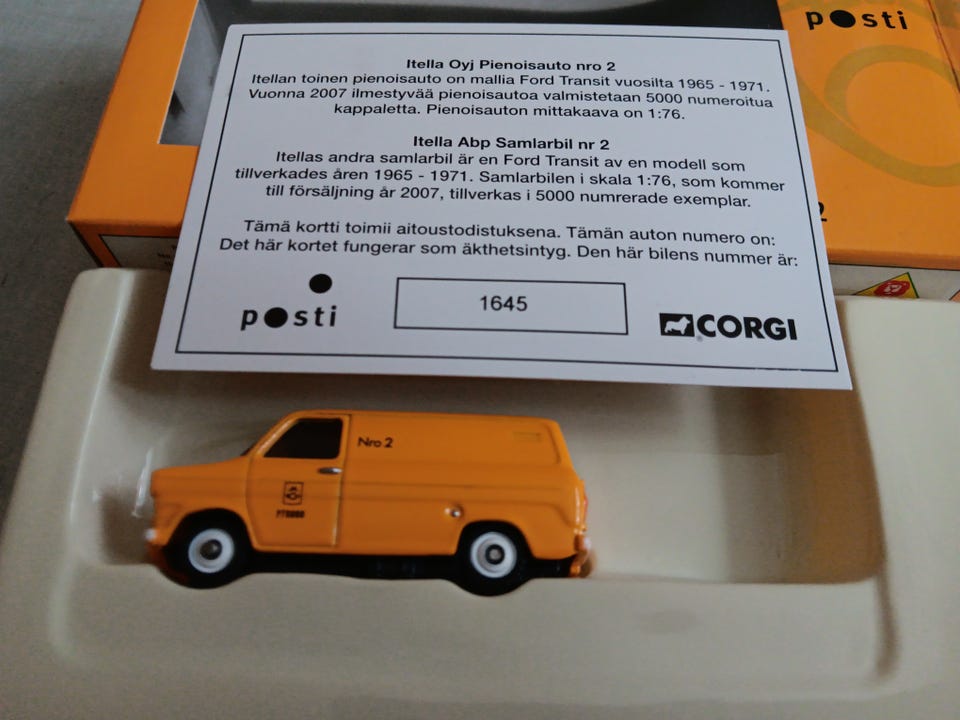 posti
Itella Oyj Pienoisauto nro 2
Itellan toinen pienoisauto on mallia Ford Transit vuosilta 1965 - 1971.
Vuonna 2007 ilmestyvää pienoisautoa valmistetaan 5000 numeroitua
kappaletta. Pienoisauton mittakaava on 1:76.
Itella Abp Samlarbil nr 2
Itellas andra samlarbil är en Ford Transit av en modell som
tillverkades åren 1965 - 1971. Samlarbilen i skala 1:76, som kommer
till försäljning år 2007, tillverkas i 5000 numrerade exemplar.
Tämä kortti toimii aitoustodistuksena. Tämän auton numero on:
Det här kortet fungerar som äkthetsintyg. Den här bilens nummer är:
posti
1645
CORGI
2
Nro 2